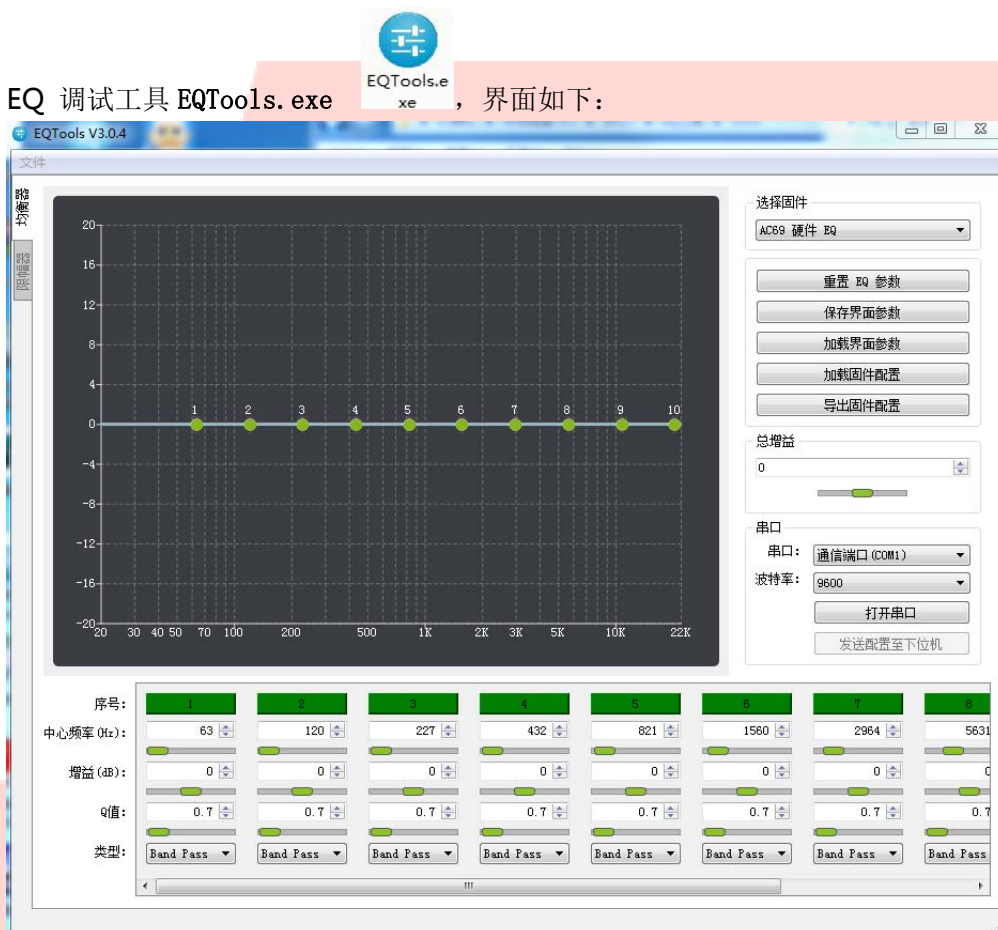 EQTools.e
xe
EQ 调试工具 EQTools.exe ，界面如下：
EQTools V3.0.4
文件
均衡器
限幅器
20
16
12
8
4
0
-4
-8
-12
-16
-20
1 2 3 4 5 6 7 8 9 10
20 30 40 50 70 100 200 500 1K 2K 3K 5K 10K 22K
选择固件
AC69 硬件 EQ
重置 EQ 参数
保存界面参数
加载界面参数
加载固件配置
导出固件配置
总增益
0
串口
串口： 通信端口(COM1)
波特率： 9600
打开串口
发送配置至下位机
序号： 1 2 3 4 5 6 7 8
中心频率(Hz)： 63 120 227 432 821 1560 2964 5631
增益(dB)： 0 0 0 0 0 0 0 0
Q值： 0.7 0.7 0.7 0.7 0.7 0.7 0.7 0.7
类型： Band Pass Band Pass Band Pass Band Pass Band Pass Band Pass Band Pass Band Pass